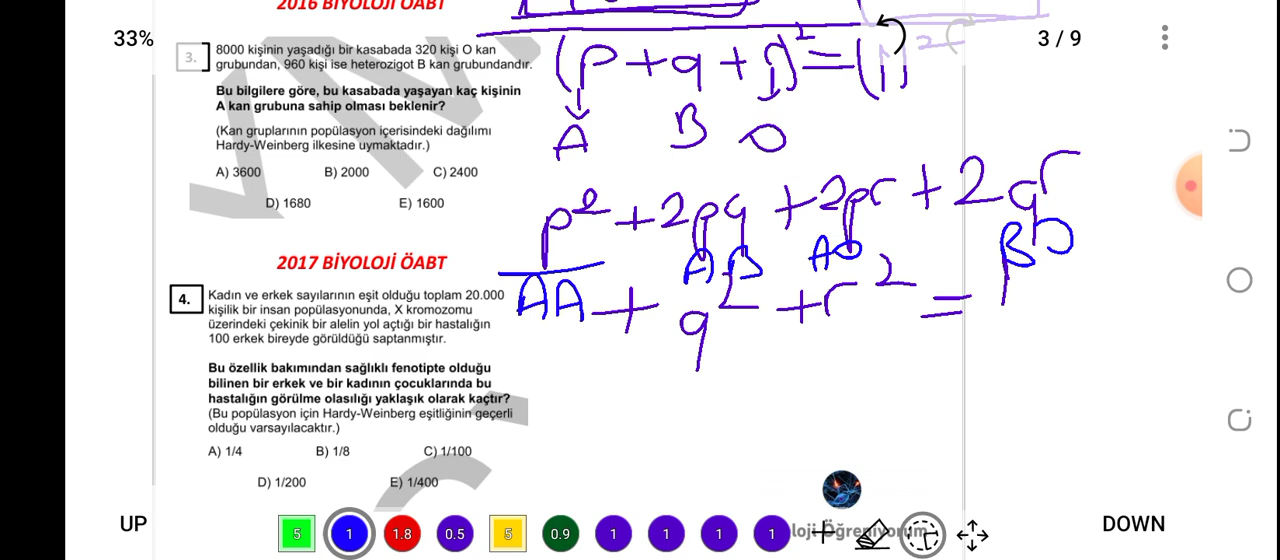 2016 BİYOLOJİ ÖABT
33%
3 / 9
3.
8000 kişinin yaşadığı bir kasabada 320 kişi O kan
grubundan, 960 kişi ise heterozigot B kan grubundandır.
Bu bilgilere göre, bu kasabada yaşayan kaç kişinin
A kan grubuna sahip olması beklenir?
(Kan gruplarının popülasyon içerisindeki dağılımı
Hardy-Weinberg ilkesine uymaktadır.)
A) 3600 B) 2000 C) 2400
D) 1680 E) 1600
(p + q + r)² = (1)²
A B O
p² + 2pq + 2pr + 2qr
AA AB AO BO
+ q² + r² =
2017 BİYOLOJİ ÖABT
4.
Kadın ve erkek sayılarının eşit olduğu toplam 20.000
kişilik bir insan popülasyonunda, X kromozomu
üzerindeki çekinik bir alelin yol açtığı bir hastalığın
100 erkek bireyde görüldüğü saptanmıştır.
Bu özellik bakımından sağlıklı fenotipte olduğu
bilinen bir erkek ve bir kadının çocuklarında bu
hastalığın görülme olasılığı yaklaşık olarak kaçtır?
(Bu popülasyon için Hardy-Weinberg eşitliğinin geçerli
olduğu varsayılacaktır.)
A) 1/4 B) 1/8 C) 1/100
D) 1/200 E) 1/400
UP
5 1 1.8 0.5 5 0.9 1 1 1 1
loji Öğreniyorum
DOWN